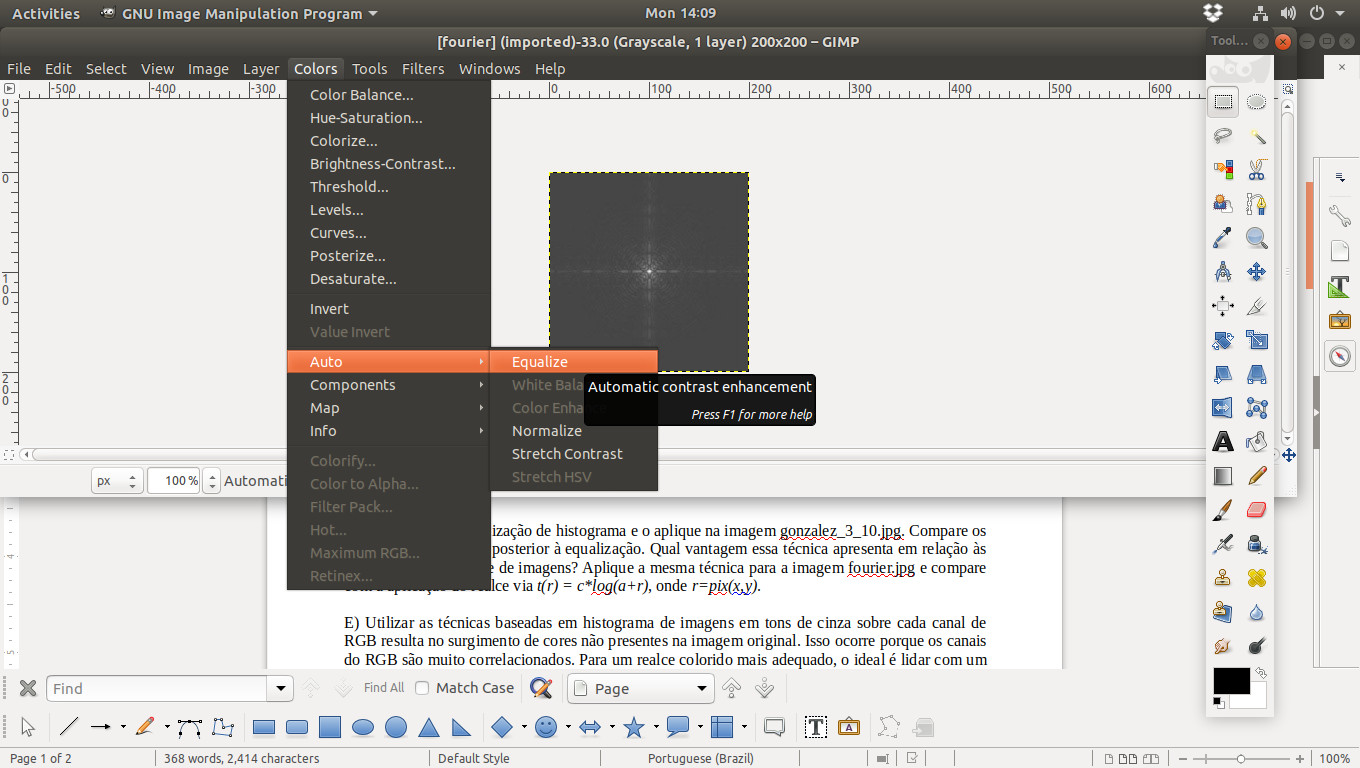 Activities GNU Image Manipulation Program Mon 14:09
[fourier] (imported)-33.0 (Grayscale, 1 layer) 200x200 – GIMP
Tool...
File Edit Select View Image Layer Colors Tools Filters Windows Help
-500 -400 -300 0 100 200 300 400 500 600
0
0
100
200
Color Balance...
Hue-Saturation...
Colorize...
Brightness-Contrast...
Threshold...
Levels...
Curves...
Posterize...
Desaturate...
Invert
Value Invert
Auto
Components
Map
Info
Colorify...
Color to Alpha...
Filter Pack...
Hot...
Maximum RGB...
Retinex...
Equalize
White Bala
Color Enha
Normalize
Stretch Contrast
Stretch HSV
Automatic contrast enhancement
Press F1 for more help
px 100 % Automati
ização de histograma e o aplique na imagem gonzalez_3_10.jpg. Compare os
posterior à equalização. Qual vantagem essa técnica apresenta em relação às
e de imagens? Aplique a mesma técnica para a imagem fourier.jpg e compare
lce via t(r) = c*log(a+r), onde r=pix(x,y).
E) Utilizar as técnicas baseadas em histograma de imagens em tons de cinza sobre cada canal de
RGB resulta no surgimento de cores não presentes na imagem original. Isso ocorre porque os canais
do RGB são muito correlacionados. Para um realce colorido mais adequado, o ideal é lidar com um
4
5
Find Find All Match Case Page
Page 1 of 2 368 words, 2,414 characters Default Style Portuguese (Brazil) 100%